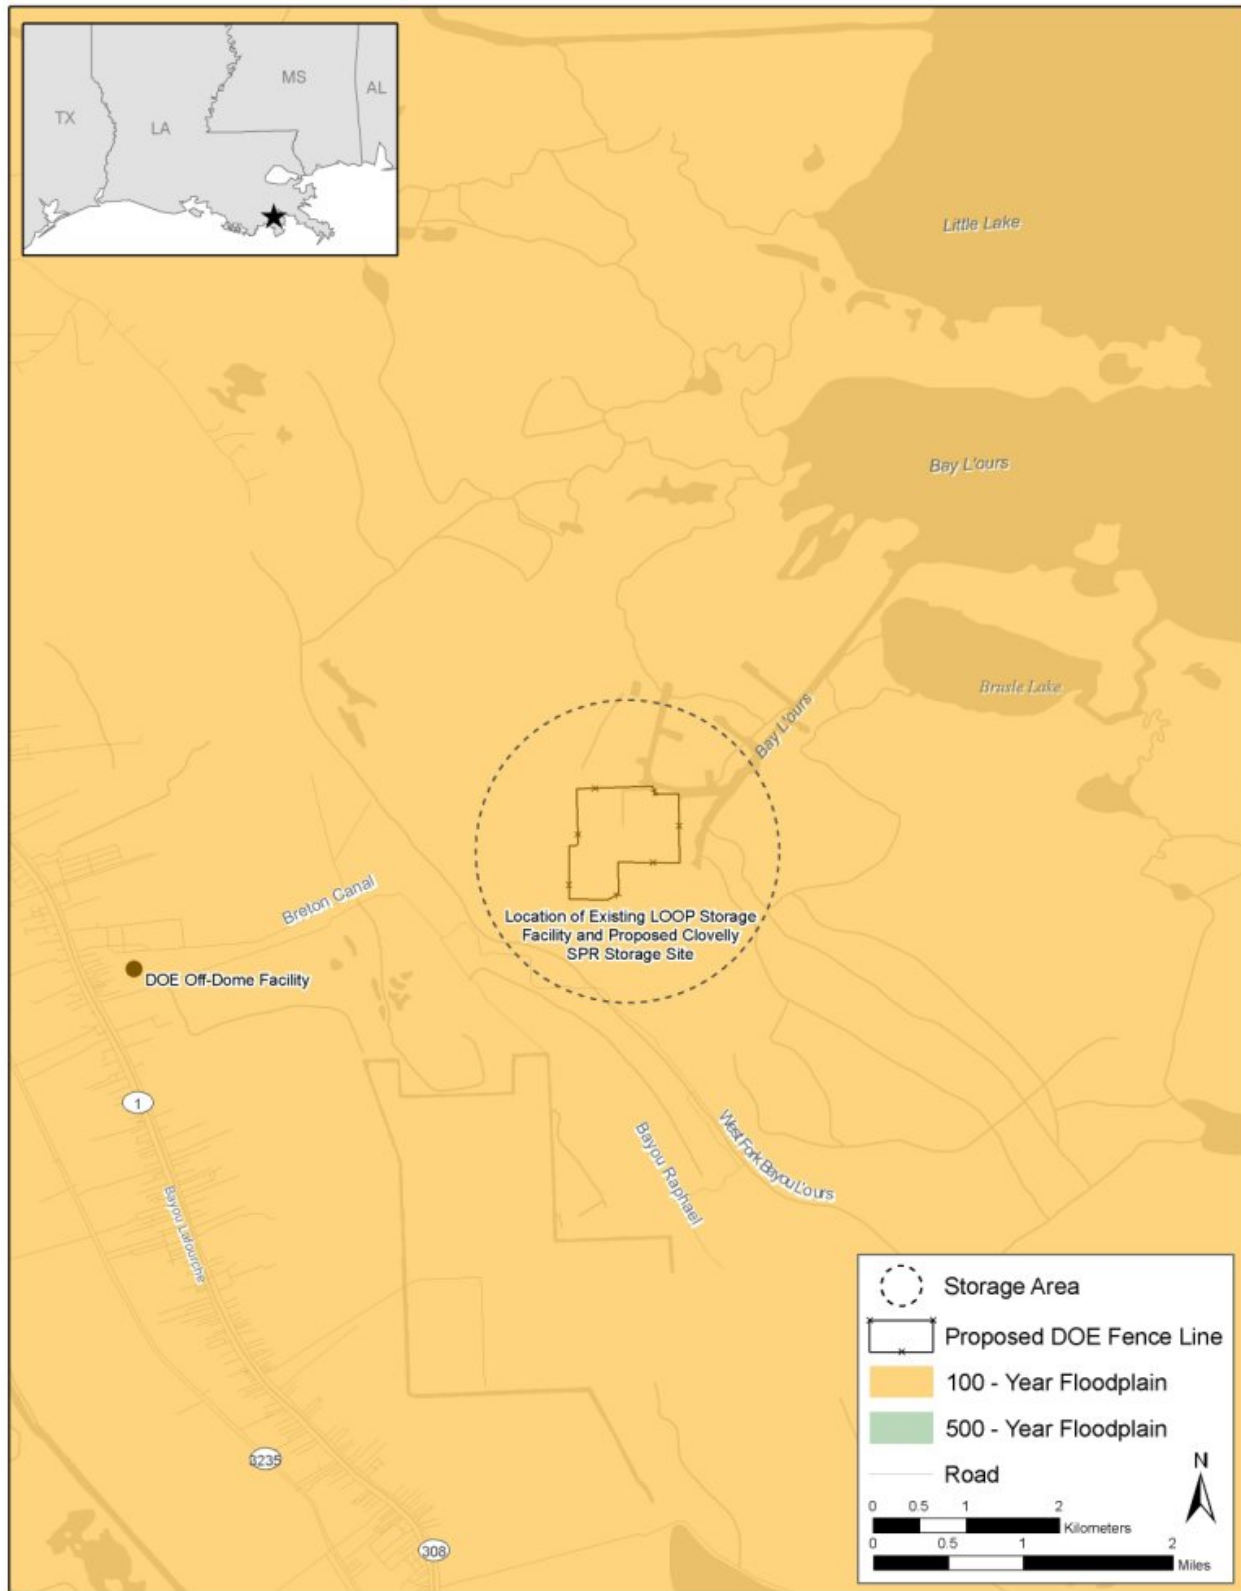 MS
AL
TX
LA
Little Lake
Bay L'ours
Brusle Lake
Bay L'ours
Breton Canal
Location of Existing LOOP Storage
Facility and Proposed Clovelly
SPR Storage Site
DOE Off-Dome Facility
1
Bayou Raphael
West Fork Bayou L'ours
Bayou Lafourche
3235
308
Storage Area
Proposed DOE Fence Line
100 - Year Floodplain
500 - Year Floodplain
Road
N
0 0.5 1 2
Kilometers
0 0.5 1 2
Miles